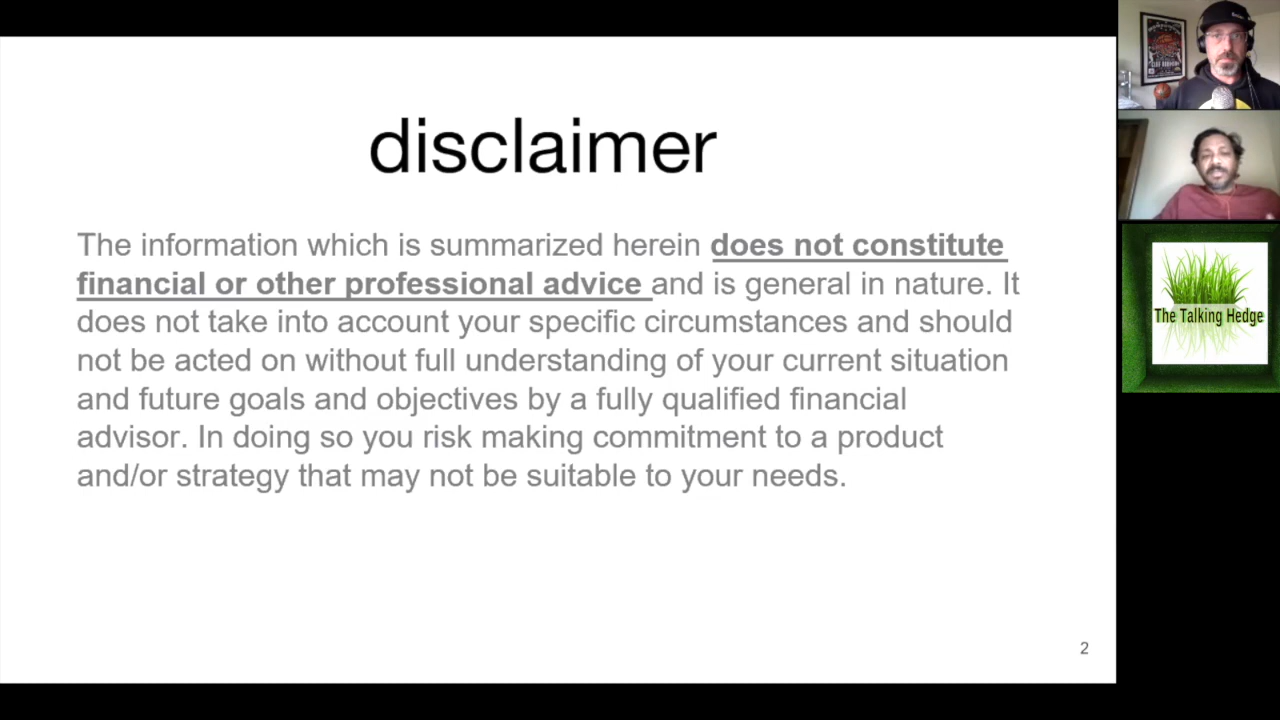 disclaimer
The information which is summarized herein does not constitute
financial or other professional advice and is general in nature. It
does not take into account your specific circumstances and should
not be acted on without full understanding of your current situation
and future goals and objectives by a fully qualified financial
advisor. In doing so you risk making commitment to a product
and/or strategy that may not be suitable to your needs.
2
The Talking Hedge